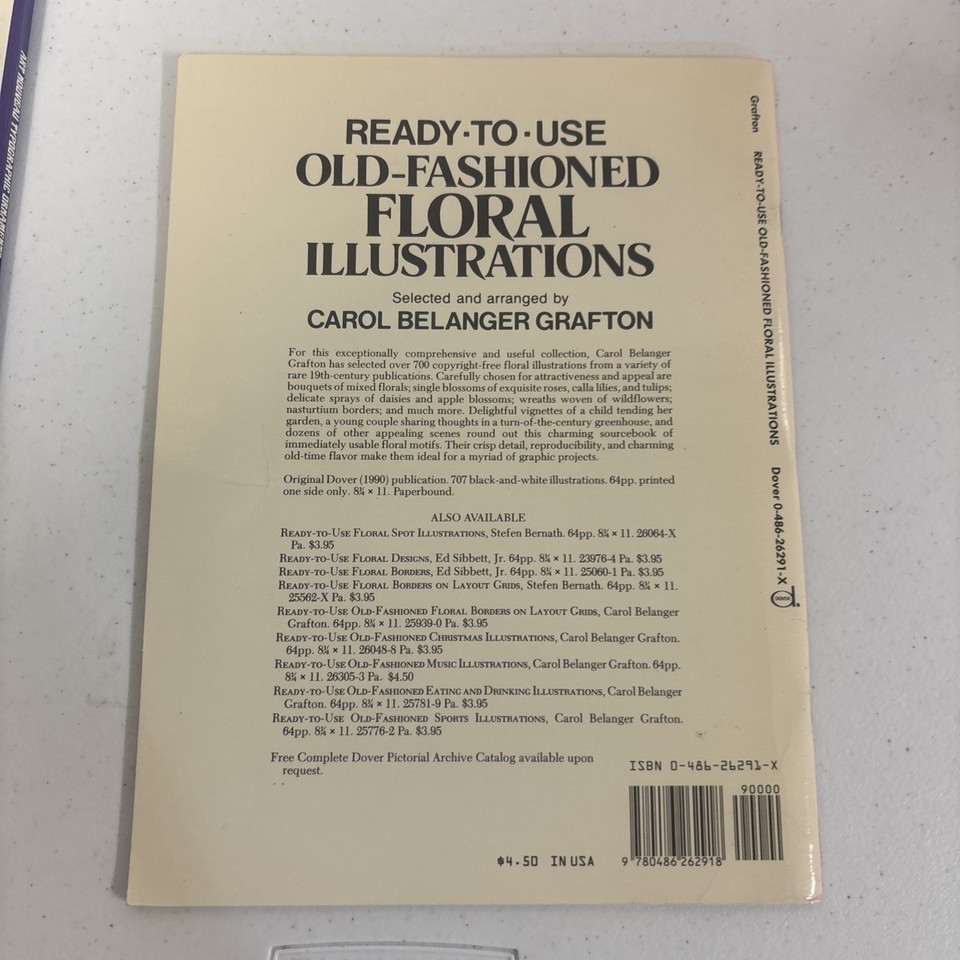 READY·TO·USE
OLD-FASHIONED
FLORAL
ILLUSTRATIONS
Selected and arranged by
CAROL BELANGER GRAFTON
For this exceptionally comprehensive and useful collection, Carol Belanger
Grafton has selected over 700 copyright-free floral illustrations from a variety of
rare 19th-century publications. Carefully chosen for attractiveness and appeal are
bouquets of mixed florals; single blossoms of exquisite roses, calla lilies, and tulips;
delicate sprays of daisies and apple blossoms; wreaths woven of wildflowers;
nasturtium borders; and much more. Delightful vignettes of a child tending her
garden, a young couple sharing thoughts in a turn-of-the-century greenhouse, and
dozens of other appealing scenes round out this charming sourcebook of
immediately usable floral motifs. Their crisp detail, reproducibility, and charming
old-time flavor make them ideal for a myriad of graphic projects.
Original Dover (1990) publication. 707 black-and-white illustrations. 64pp. printed
one side only. 8¼ × 11. Paperbound.
ALSO AVAILABLE
READY-TO-USE FLORAL SPOT ILLUSTRATIONS, Stefen Bernath. 64pp. 8¼ × 11. 26064-X
Pa. $3.95
READY-TO-USE FLORAL DESIGNS, Ed Sibbett, Jr. 64pp. 8¼ × 11. 23976-4 Pa. $3.95
READY-TO-USE FLORAL BORDERS, Ed Sibbett, Jr. 64pp. 8¼ × 11. 25060-1 Pa. $3.95
READY-TO-USE FLORAL BORDERS ON LAYOUT GRIDS, Stefen Bernath. 64pp. 8¼ × 11.
25562-X Pa. $3.95
READY-TO-USE OLD-FASHIONED FLORAL BORDERS ON LAYOUT GRIDS, Carol Belanger
Grafton. 64pp. 8¼ × 11. 25939-0 Pa. $3.95
READY-TO-USE OLD-FASHIONED CHRISTMAS ILLUSTRATIONS, Carol Belanger Grafton.
64pp. 8¼ × 11. 26048-8 Pa. $3.95
READY-TO-USE OLD-FASHIONED MUSIC ILLUSTRATIONS, Carol Belanger Grafton. 64pp.
8¼ × 11. 26305-3 Pa. $4.50
READY-TO-USE OLD-FASHIONED EATING AND DRINKING ILLUSTRATIONS, Carol Belanger
Grafton. 64pp. 8¼ × 11. 25781-9 Pa. $3.95
READY-TO-USE OLD-FASHIONED SPORTS ILLUSTRATIONS, Carol Belanger Grafton.
64pp. 8¼ × 11. 25776-2 Pa. $3.95
Free Complete Dover Pictorial Archive Catalog available upon
request.
ISBN 0-486-26291-X
90000
9 780486 262918
$4.50 IN USA
Grafton READY-TO-USE OLD-FASHIONED FLORAL ILLUSTRATIONS Dover 0-486-26291-X
DOVER
ART NOUVEAU TYPOGRAPHIC ORNAMENTS